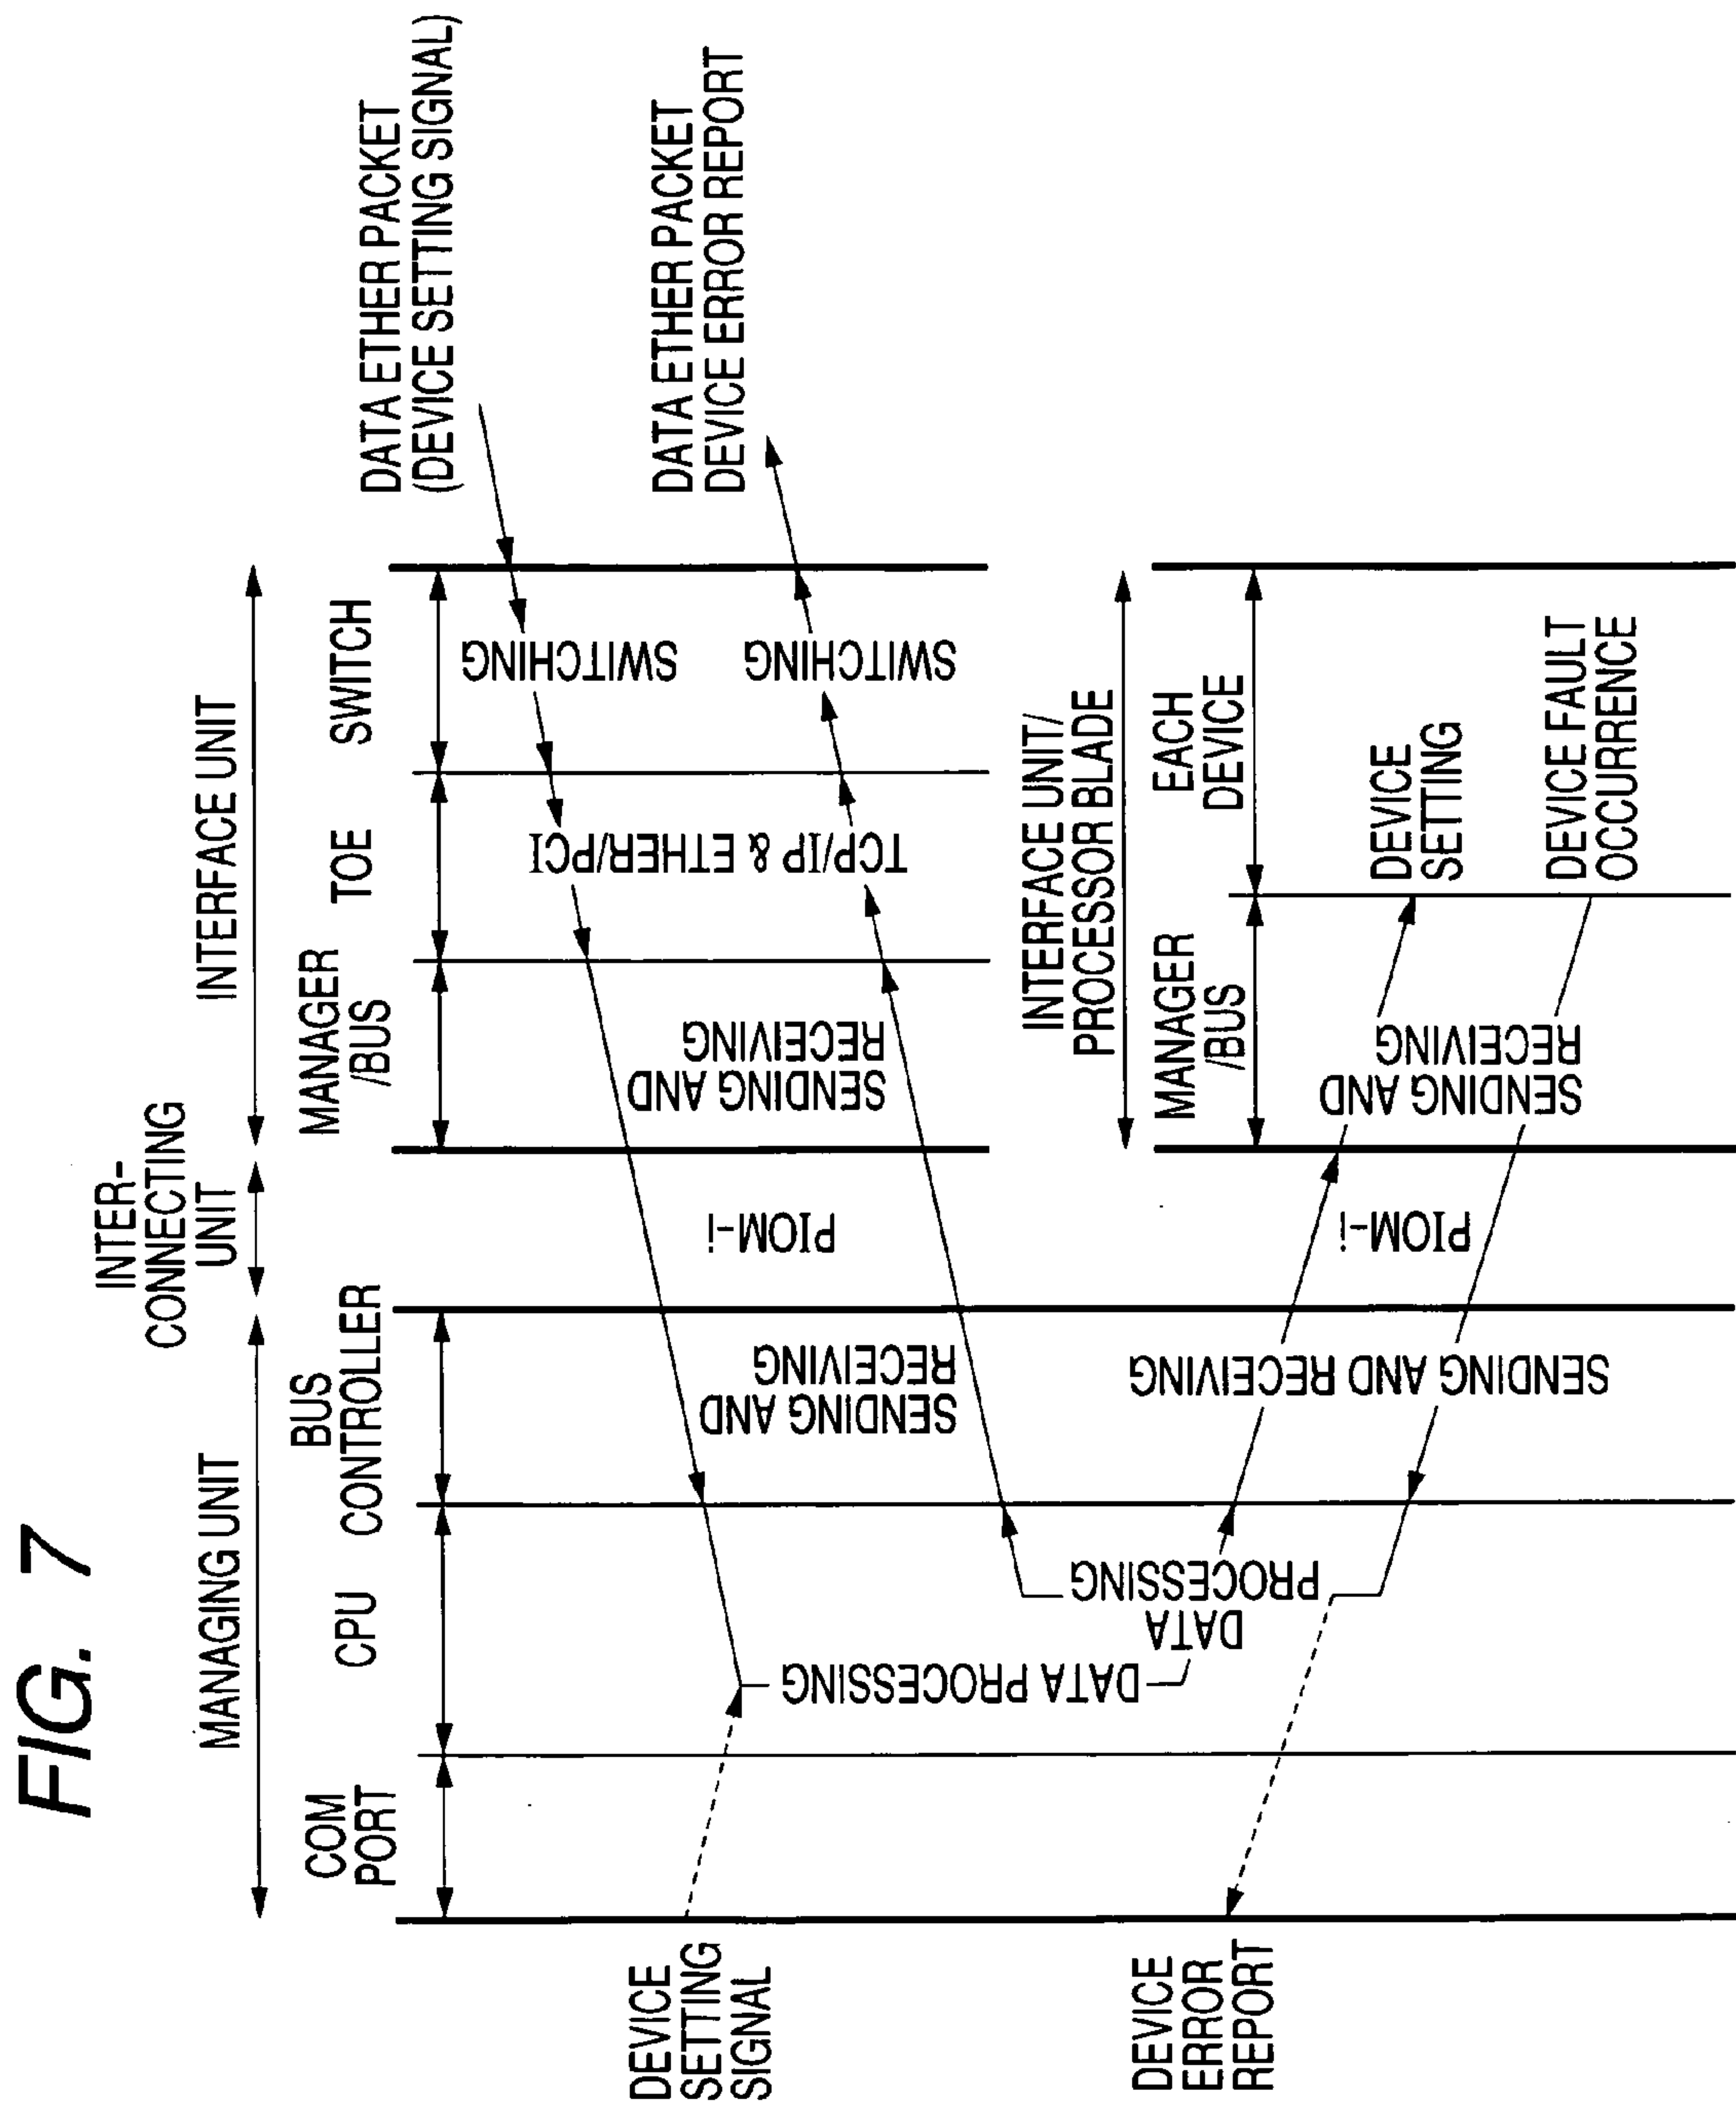 FIG. 7
MANAGING UNIT
INTER-
CONNECTING
UNIT
INTERFACE UNIT
COM
PORT
CPU
BUS
CONTROLLER
MANAGER
/BUS
TOE
SWITCH
DATA ETHER PACKET
(DEVICE SETTING SIGNAL)
DATA ETHER PACKET
DEVICE ERROR REPORT
SWITCHING
SWITCHING
TCP/IP & ETHER/PCI
SENDING AND
RECEIVING
PIOM-i
SENDING AND
RECEIVING
DEVICE
SETTING
SIGNAL
DATA PROCESSING
DATA
PROCESSING
INTERFACE UNIT/
PROCESSOR BLADE
MANAGER
/BUS
EACH
DEVICE
DEVICE
SETTING
DEVICE FAULT
OCCURRENCE
SENDING AND
RECEIVING
PIOM-i
SENDING AND RECEIVING
DEVICE
ERROR
REPORT